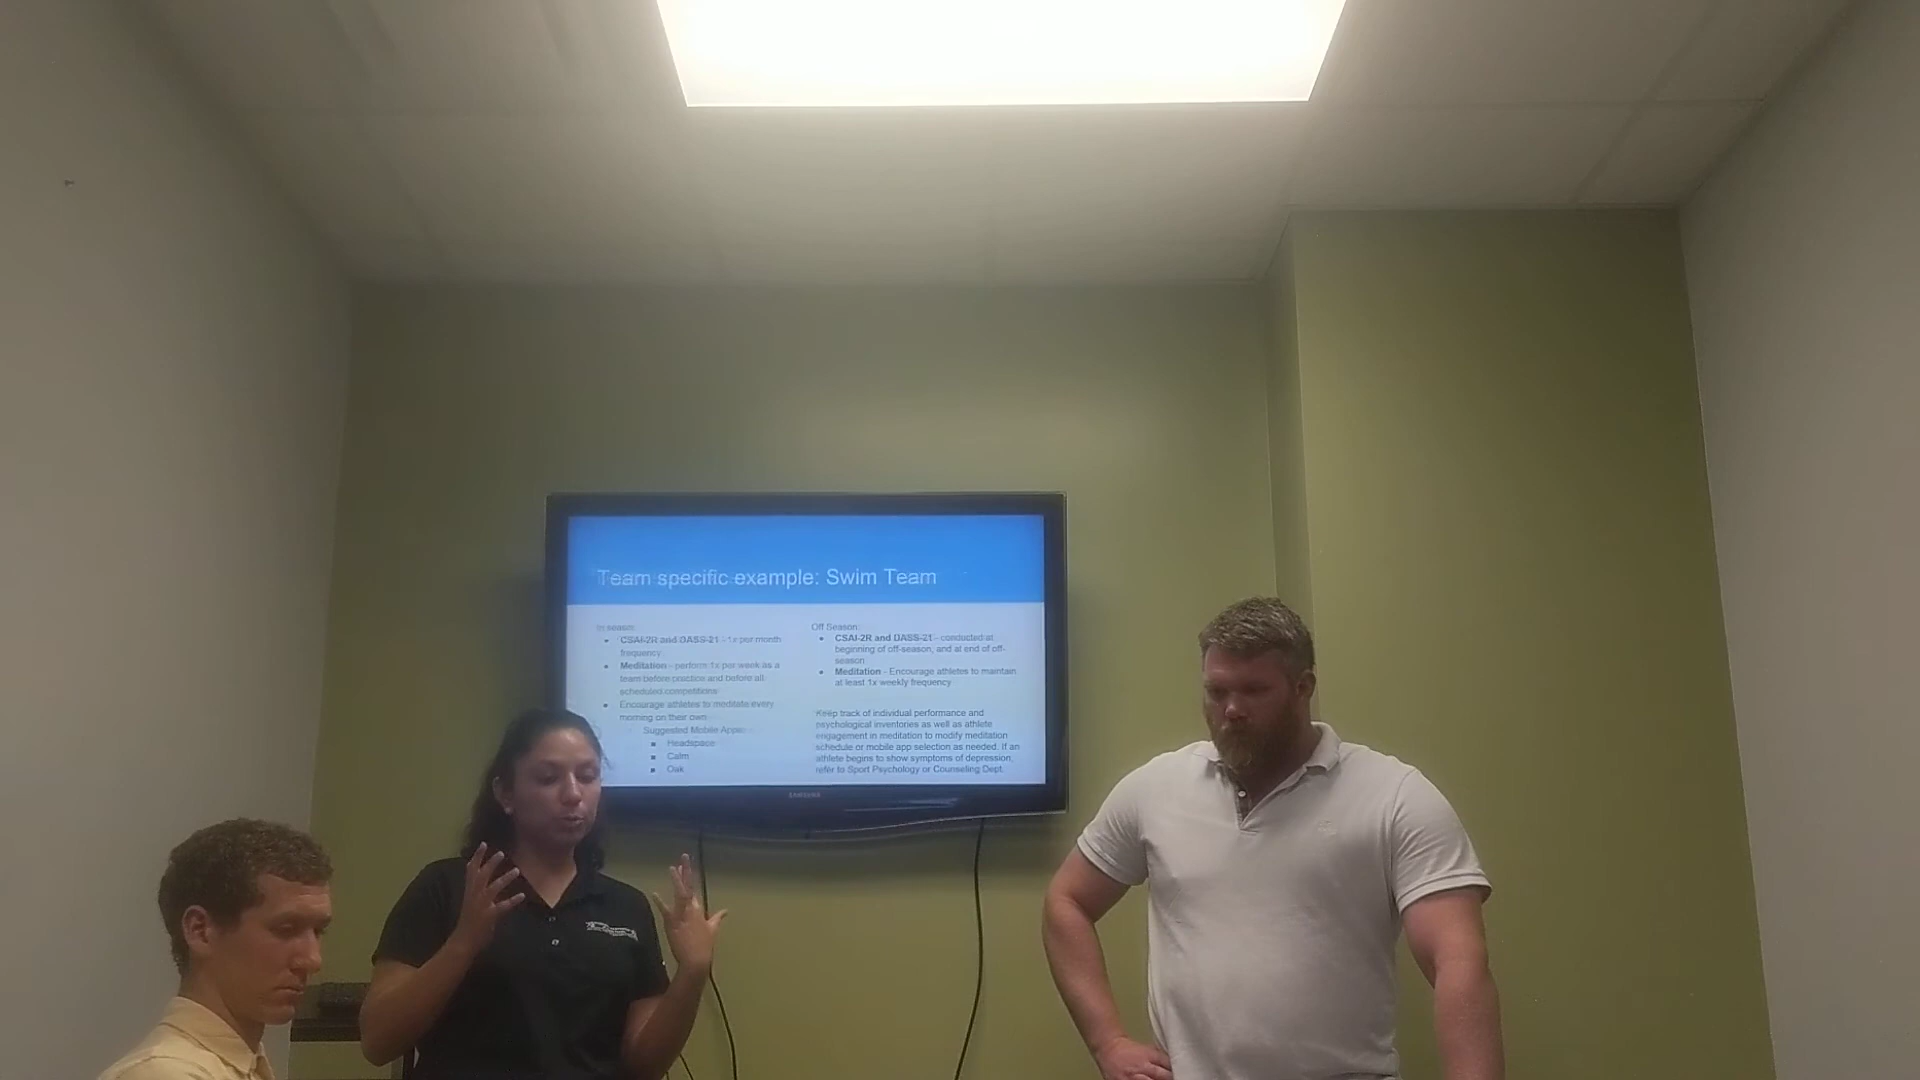 Team specific example: Swim Team
In season:
CSAI-2R and DASS-21 - 1x per month
frequency
Meditation - perform 1x per week as a
team before practice and before all
scheduled competitions
Encourage athletes to meditate every
morning on their own
Suggested Mobile Apps:
Headspace
Calm
Oak
Off Season:
CSAI-2R and DASS-21 - conducted at
beginning of off-season, and at end of off-
season
Meditation - Encourage athletes to maintain
at least 1x weekly frequency
Keep track of individual performance and
psychological inventories as well as athlete
engagement in meditation to modify meditation
schedule or mobile app selection as needed. If an
athlete begins to show symptoms of depression,
refer to Sport Psychology or Counseling Dept.
SAMSUNG